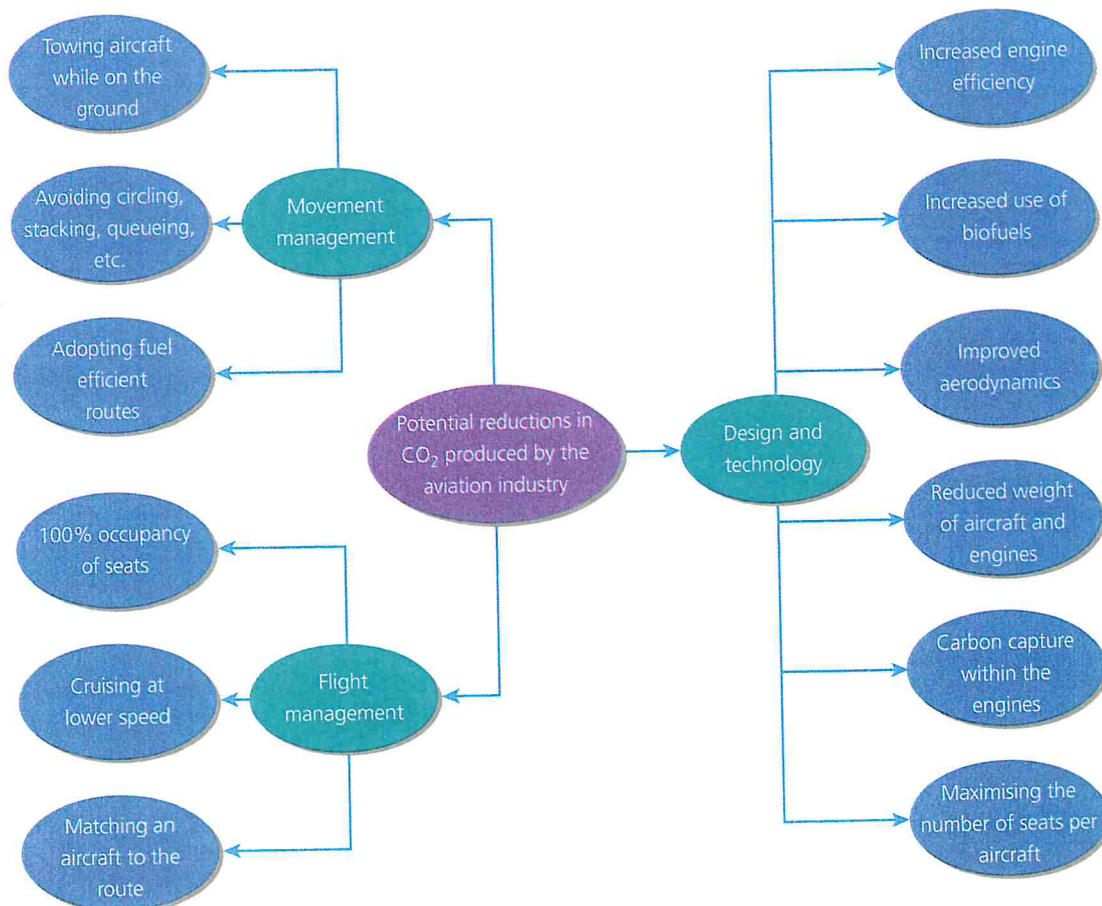 Towing aircraft
while on the
ground
Avoiding circling,
stacking, queueing,
etc.
Adopting fuel
efficient
routes
Movement
management
Potential reductions in
CO₂ produced by the
aviation industry
100% occupancy
of seats
Cruising at
lower speed
Matching an
aircraft to the
route
Flight
management
Design and
technology
Increased engine
efficiency
Increased use of
biofuels
Improved
aerodynamics
Reduced weight
of aircraft and
engines
Carbon capture
within the
engines
Maximising the
number of seats per
aircraft